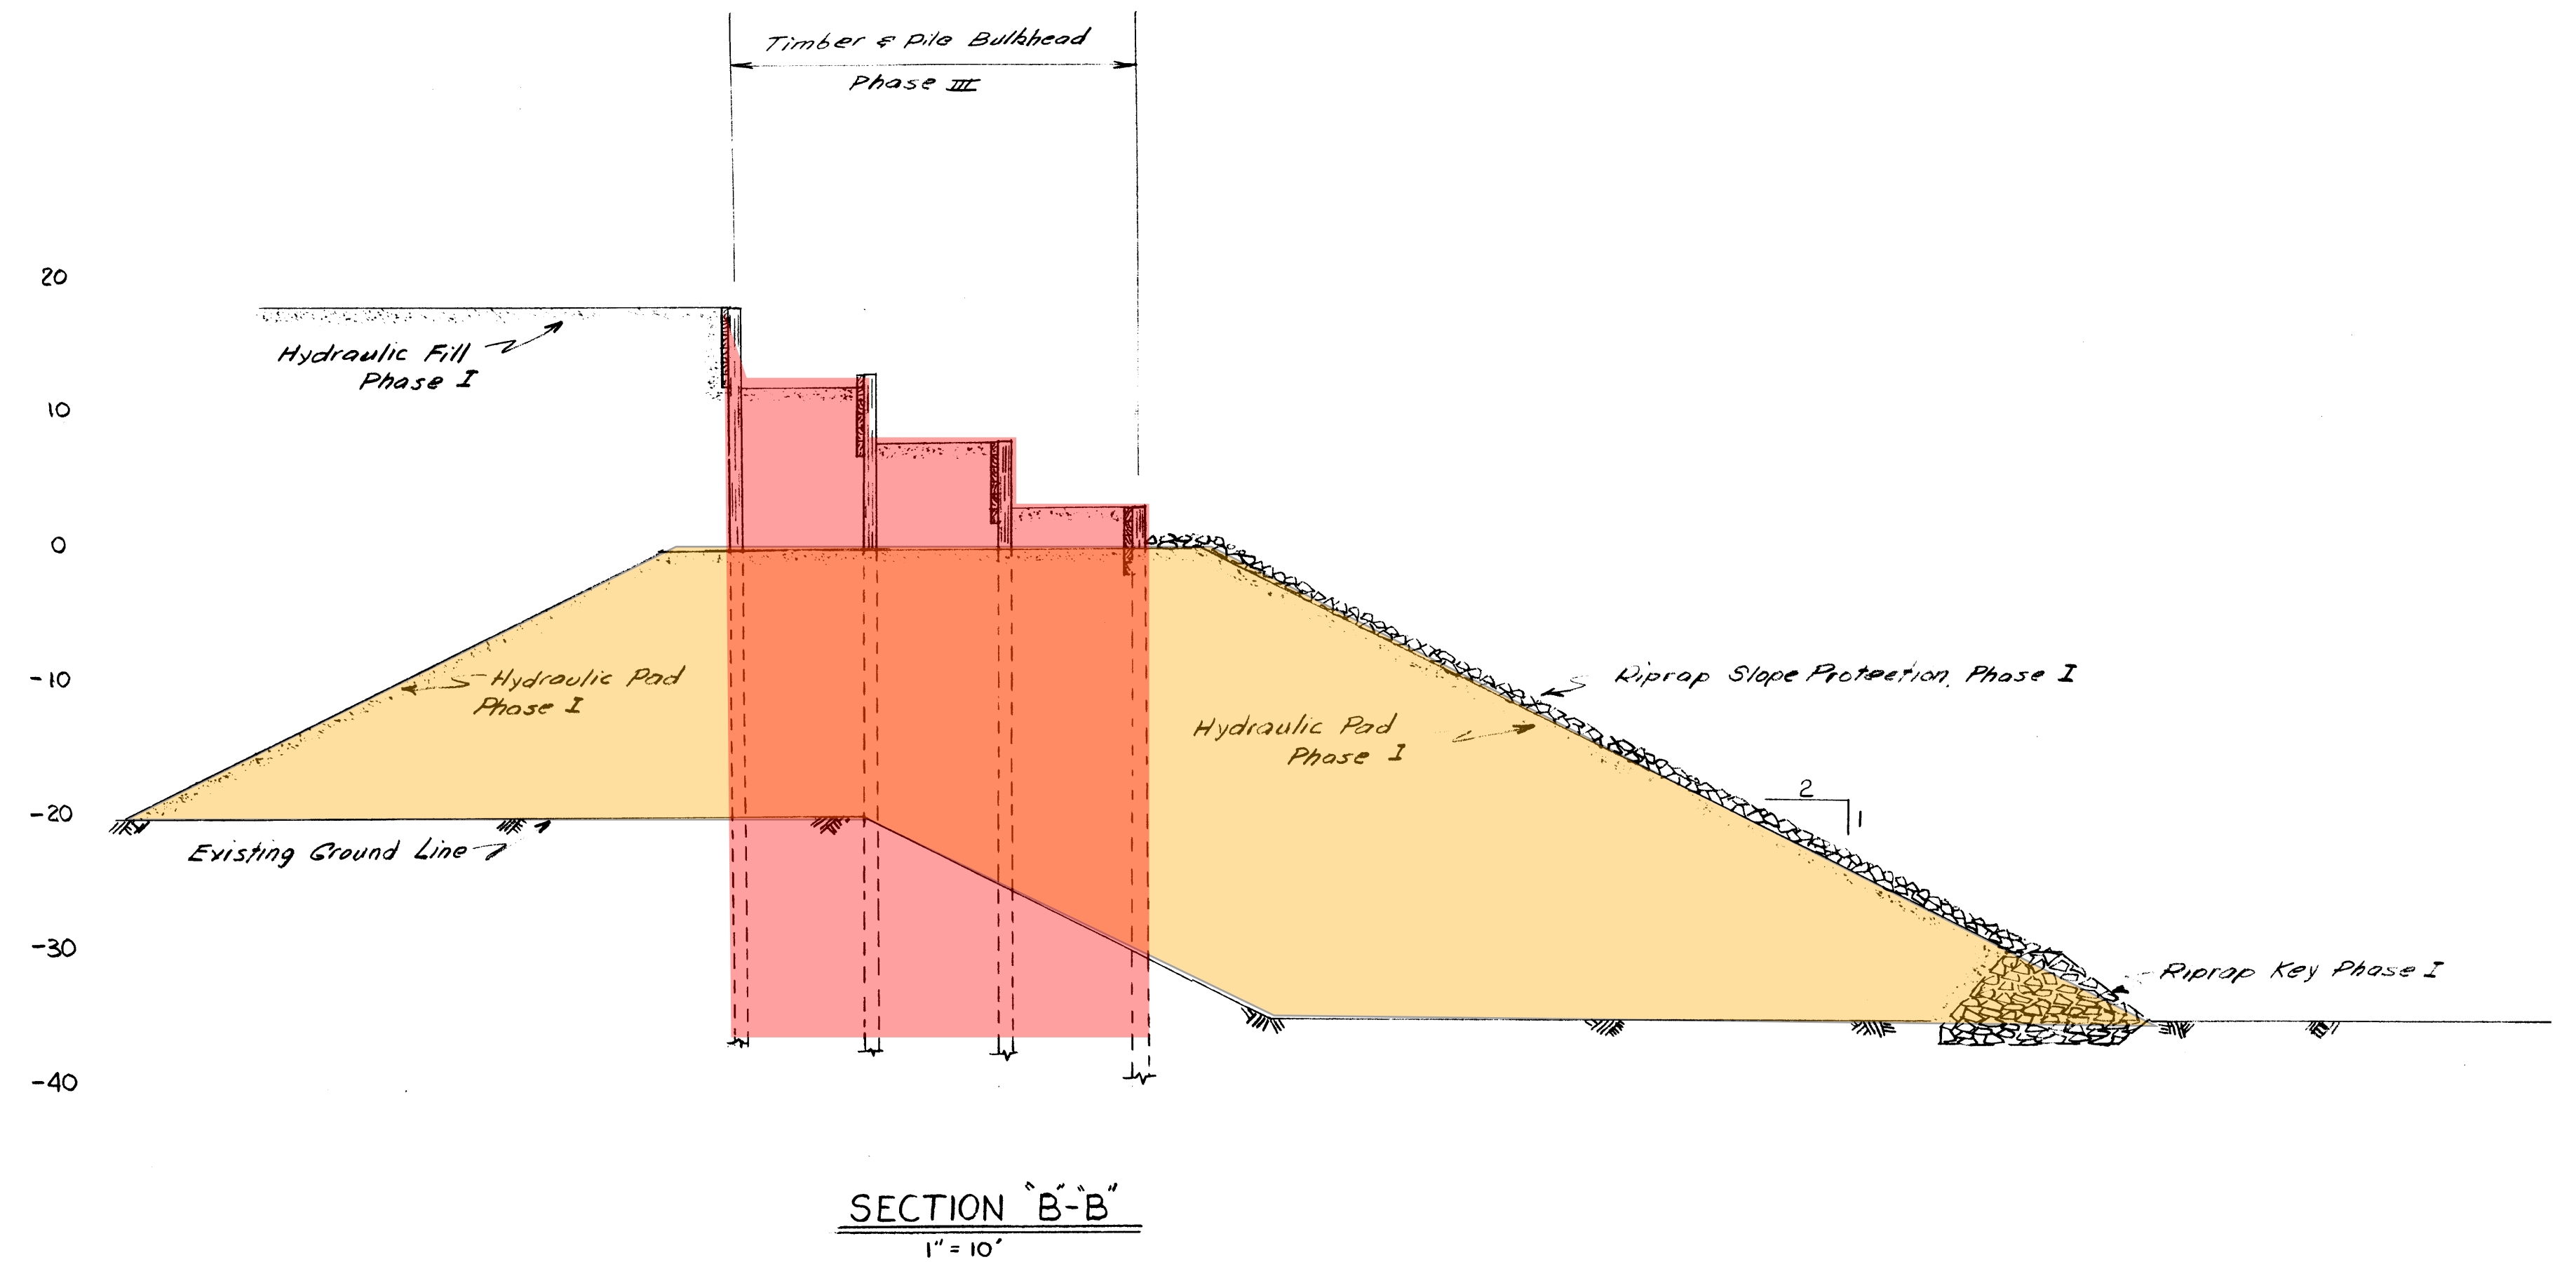 Timber & Pile Bulkhead
Phase III
20
Hydraulic Fill
Phase I
10
0
-10
Hydraulic Pad
Phase I
Riprap Slope Protection, Phase I
Hydraulic Pad
Phase I
2
1
-20
Existing Ground Line
-30
Riprap Key Phase I
-40
SECTION "B"-"B"
1" = 10'